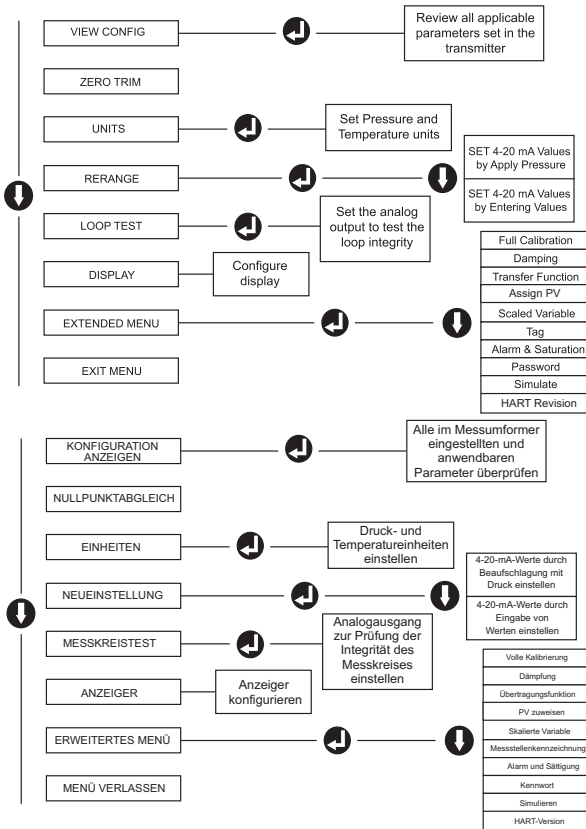 VIEW CONFIG
Review all applicable
parameters set in the
transmitter
ZERO TRIM
UNITS
Set Pressure and
Temperature units
RERANGE
SET 4-20 mA Values
by Apply Pressure
SET 4-20 mA Values
by Entering Values
LOOP TEST
Set the analog
output to test the
loop integrity
DISPLAY
Configure
display
EXTENDED MENU
Full Calibration
Damping
Transfer Function
Assign PV
Scaled Variable
Tag
Alarm & Saturation
Password
Simulate
HART Revision
EXIT MENU
KONFIGURATION
ANZEIGEN
Alle im Messumformer
eingestellten und
anwendbaren
Parameter überprüfen
NULLPUNKTABGLEICH
EINHEITEN
Druck- und
Temperatureinheiten
einstellen
NEUEINSTELLUNG
4-20-mA-Werte durch
Beaufschlagung mit
Druck einstellen
4-20-mA-Werte durch
Eingabe von
Werten einstellen
MESSKREISTEST
Analogausgang
zur Prüfung der
Integrität des
Messkreises
einstellen
ANZEIGER
Anzeiger
konfigurieren
ERWEITERTES MENÜ
Volle Kalibrierung
Dämpfung
Übertragungsfunktion
PV zuweisen
Skalierte Variable
Messstellenkennzeichnung
Alarm und Sättigung
Kennwort
Simulieren
HART-Version
MENÜ VERLASSEN